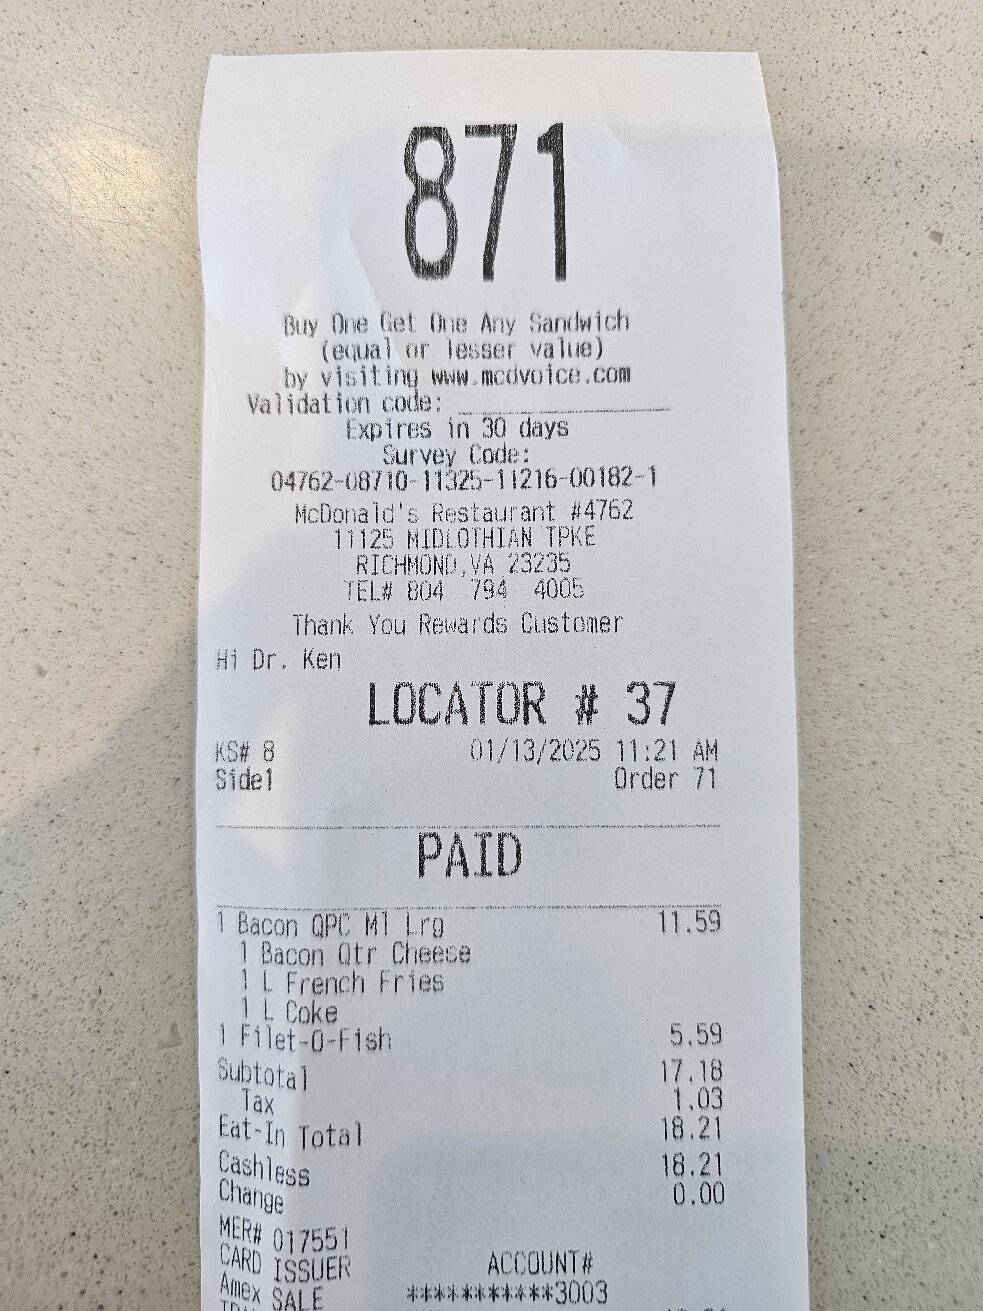 871
Buy One Get One Any Sandwich
(equal or lesser value)
by visiting www.mcdvoice.com
Validation code: ____________________
Expires in 30 days
Survey Code:
04762-08710-11325-11216-00182-1
McDonald's Restaurant #4762
11125 MIDLOTHIAN TPKE
RICHMOND,VA 23235
TEL# 804 794 4005
Thank You Rewards Customer
Hi Dr. Ken
LOCATOR # 37
KS# 8 01/13/2025 11:21 AM
Side1 Order 71
PAID
1 Bacon QPC Ml Lrg 11.59
1 Bacon Qtr Cheese
1 L French Fries
1 L Coke
1 Filet-O-Fish 5.59
Subtotal 17.18
Tax 1.03
Eat-In Total 18.21
Cashless 18.21
Change 0.00
MER# 017551
CARD ISSUER ACCOUNT#
Amex SALE **********3003